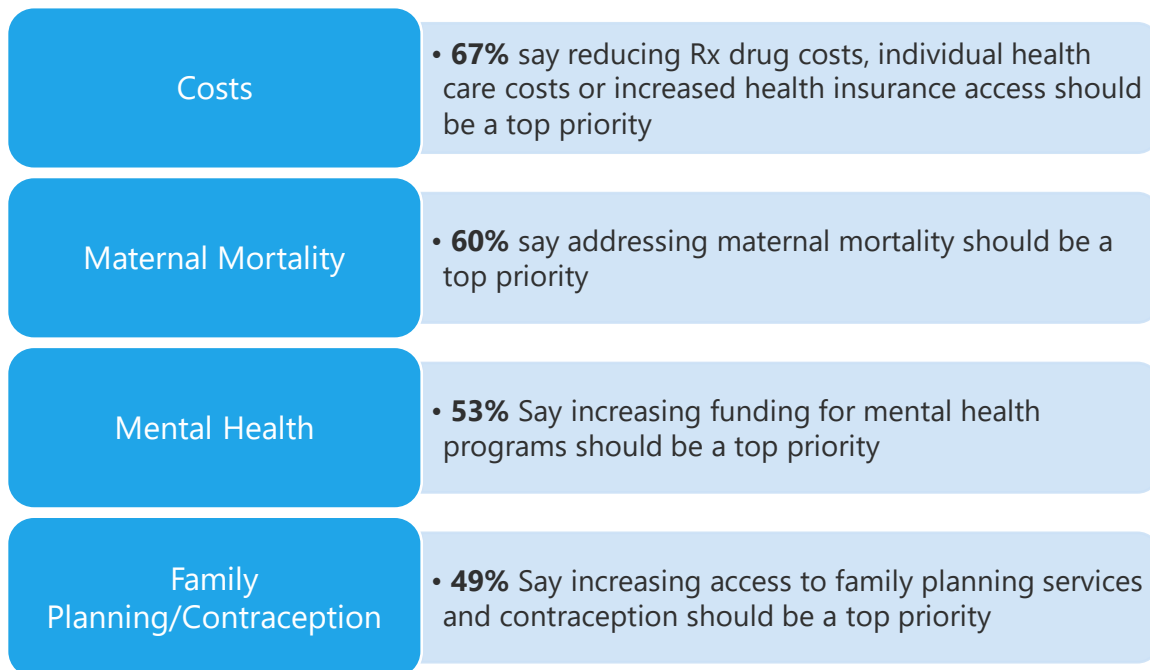 Costs
• 67% say reducing Rx drug costs, individual health
care costs or increased health insurance access should
be a top priority
Maternal Mortality
• 60% say addressing maternal mortality should be a
top priority
Mental Health
• 53% Say increasing funding for mental health
programs should be a top priority
Family
Planning/Contraception
• 49% Say increasing access to family planning services
and contraception should be a top priority